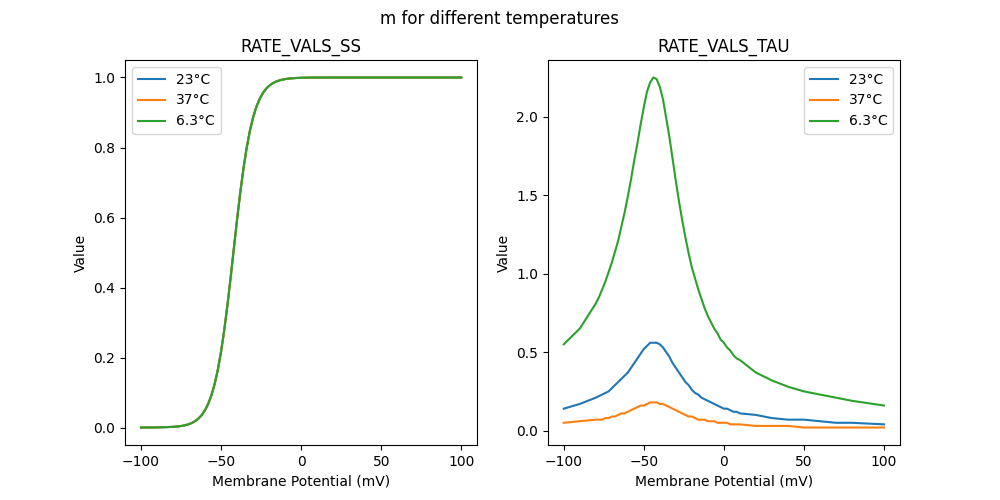 m for different temperatures
RATE_VALS_SS
RATE_VALS_TAU
23°C
37°C
6.3°C
23°C
37°C
6.3°C
Value
1.0
0.8
0.6
0.4
0.2
0.0
−100
−50
0
50
100
Membrane Potential (mV)
Value
2.0
1.5
1.0
0.5
0.0
−100
−50
0
50
100
Membrane Potential (mV)